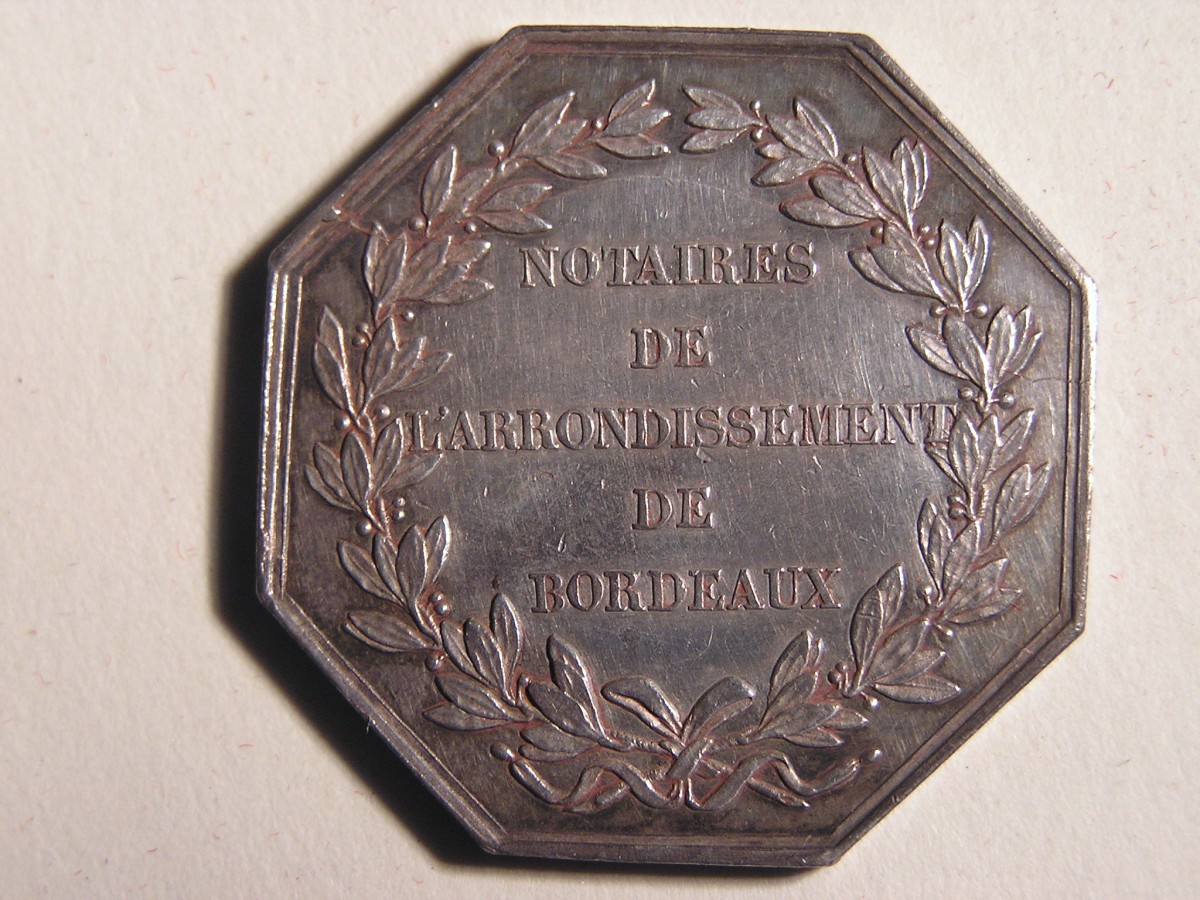 NOTAIRES
DE
L'ARRONDISSEMENT
DE
BORDEAUX